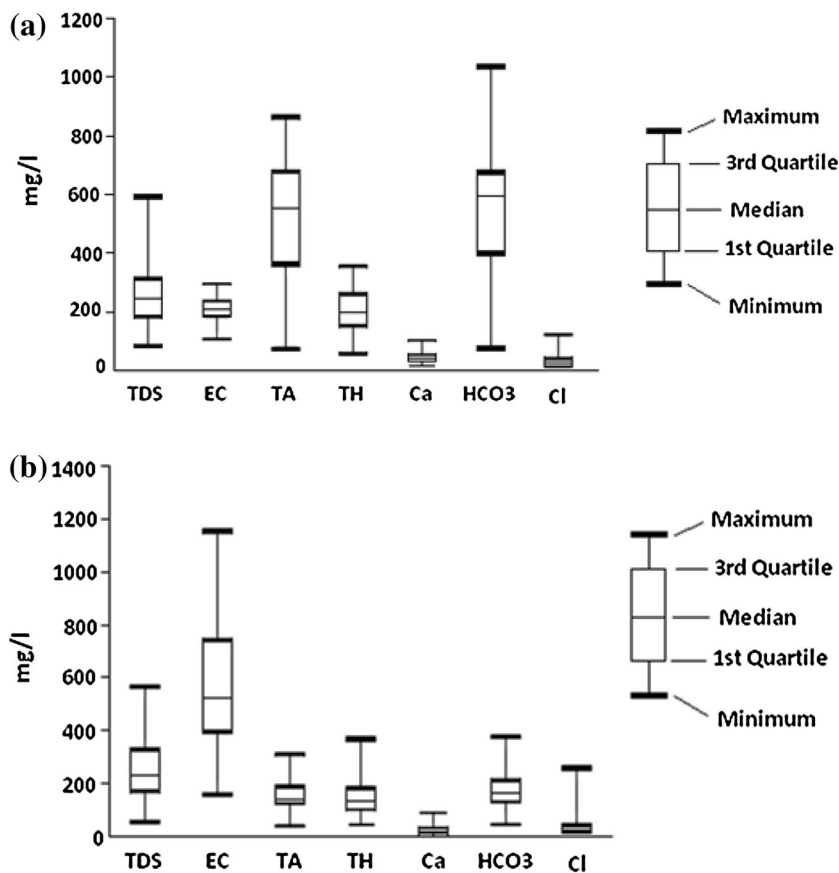 (a)
1200
1000
800
600
400
200
0
mg/l
TDS EC TA TH Ca HCO3 Cl
Maximum
3rd Quartile
Median
1st Quartile
Minimum
(b)
1400
1200
1000
800
600
400
200
0
mg/l
TDS EC TA TH Ca HCO3 Cl
Maximum
3rd Quartile
Median
1st Quartile
Minimum